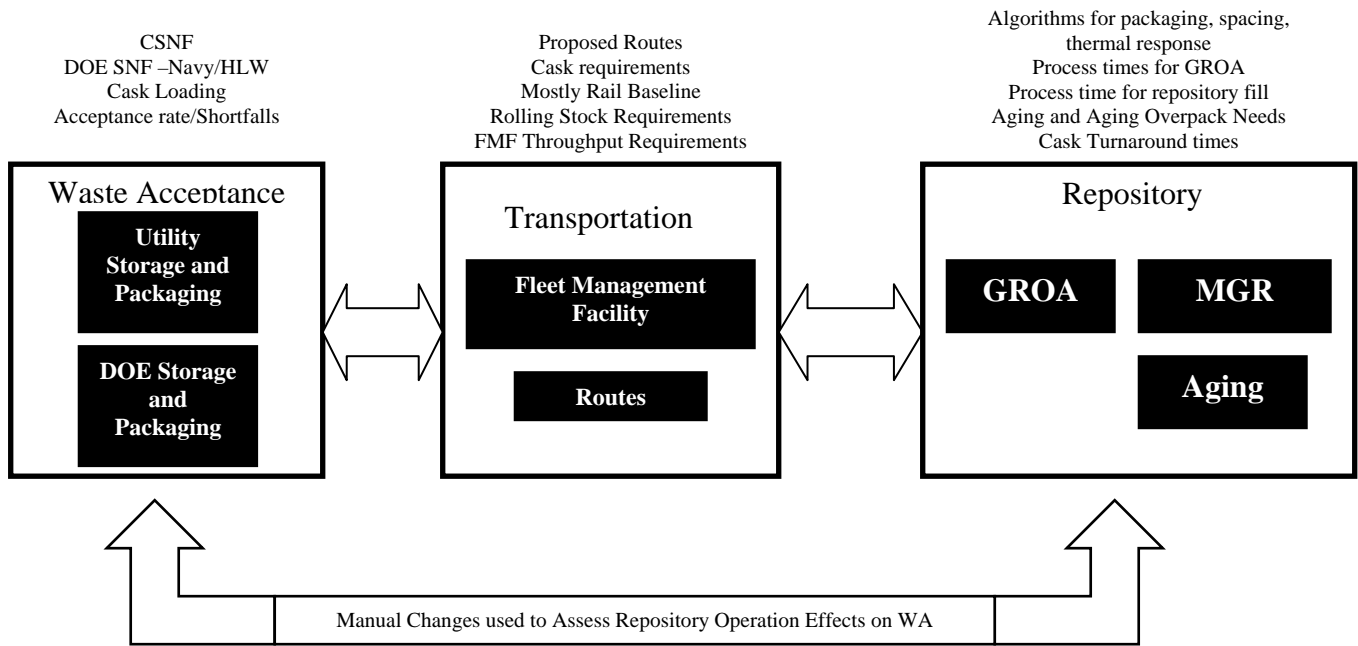 CSNF
DOE SNF –Navy/HLW
Cask Loading
Acceptance rate/Shortfalls
Proposed Routes
Cask requirements
Mostly Rail Baseline
Rolling Stock Requirements
FMF Throughput Requirements
Algorithms for packaging, spacing,
thermal response
Process times for GROA
Process time for repository fill
Aging and Aging Overpack Needs
Cask Turnaround times
Waste Acceptance
Utility
Storage and
Packaging
DOE Storage
and
Packaging
Transportation
Fleet Management
Facility
Routes
Repository
GROA
MGR
Aging
Manual Changes used to Assess Repository Operation Effects on WA